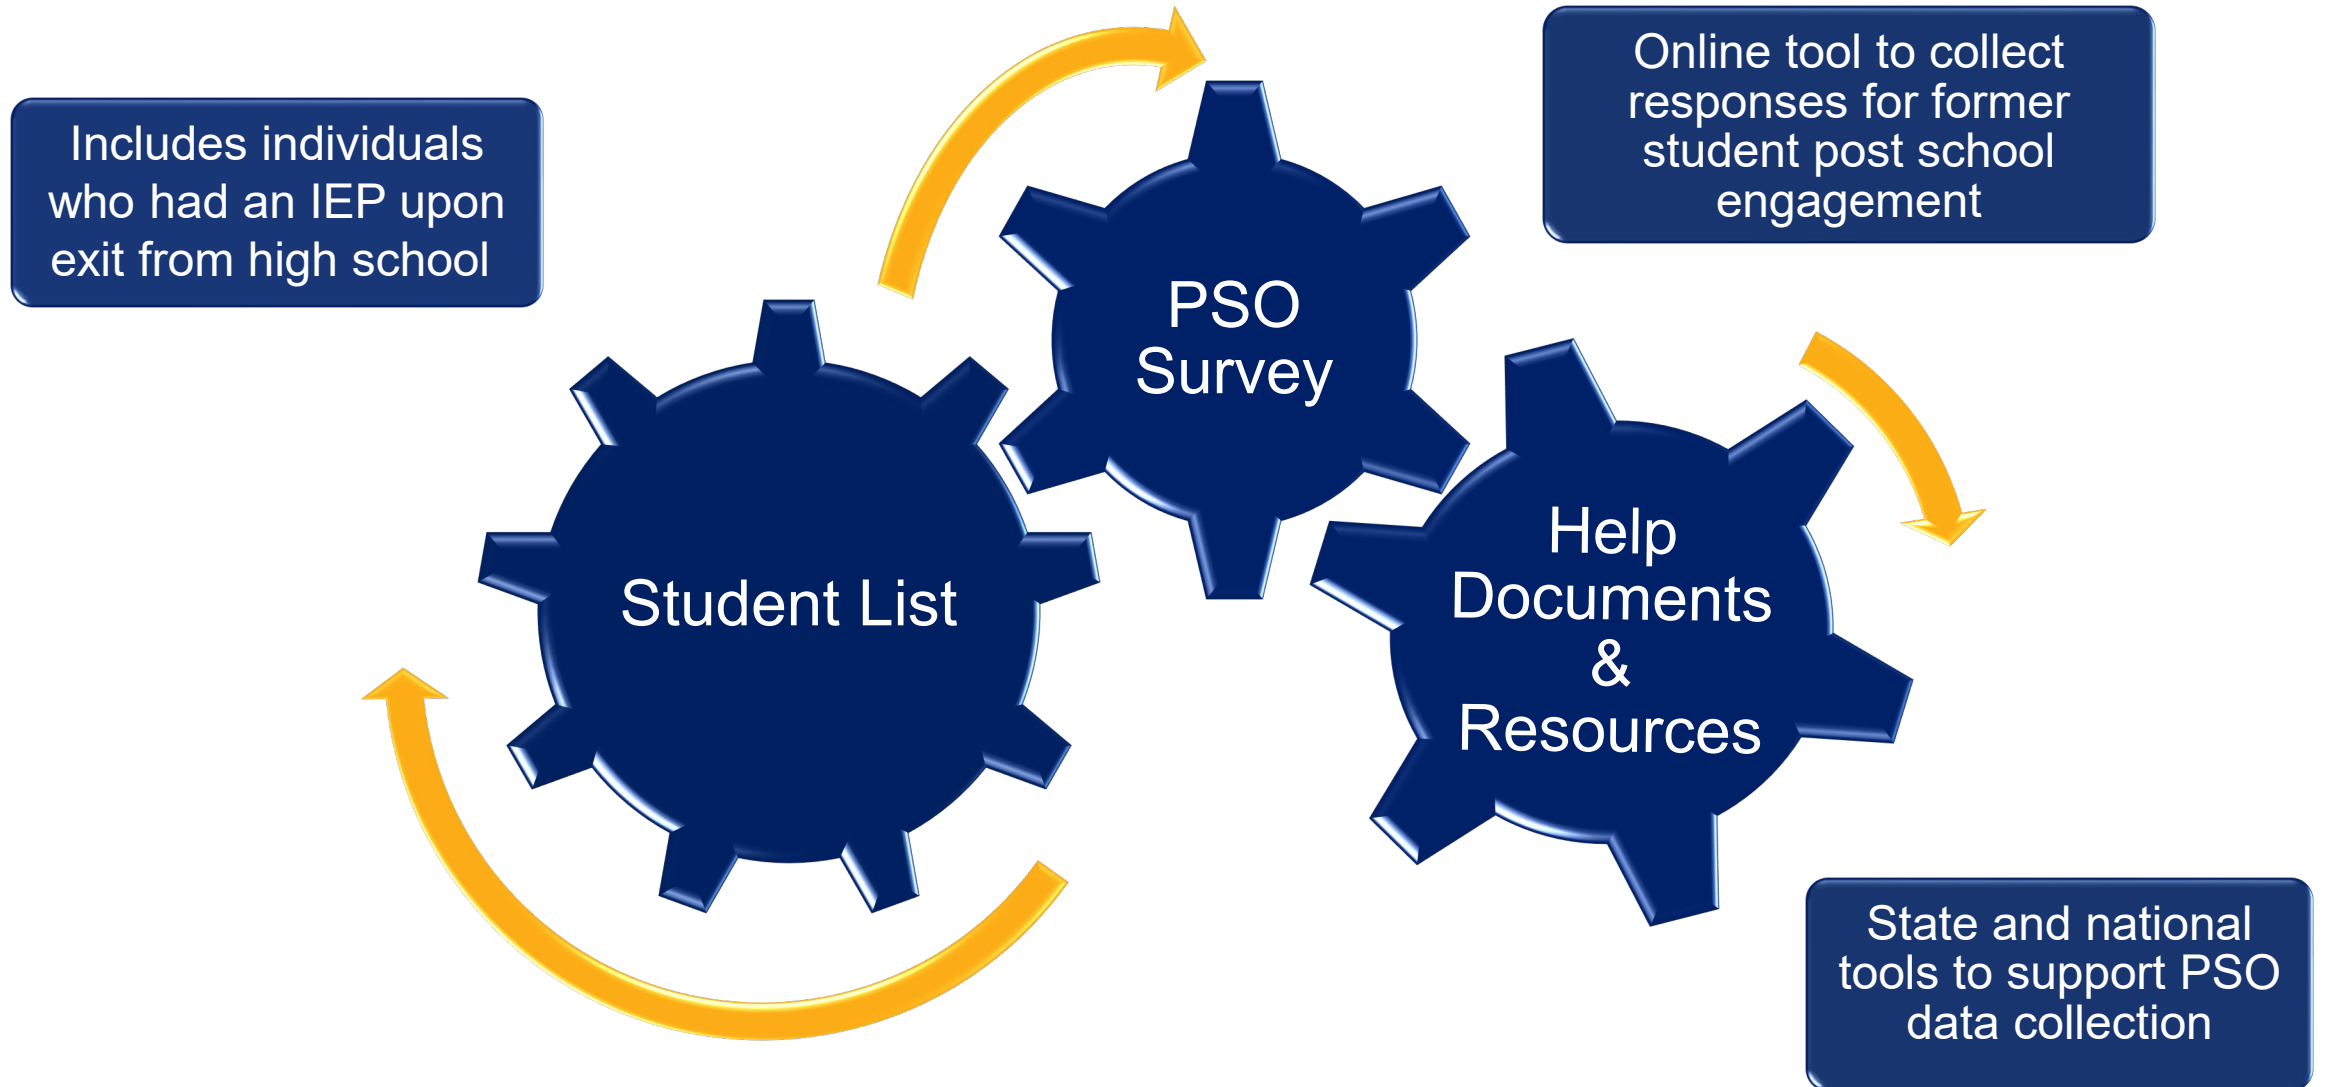 Includes individuals
who had an IEP upon
exit from high school
Student List
PSO
Survey
Online tool to collect
responses for former
student post school
engagement
Help
Documents
&
Resources
State and national
tools to support PSO
data collection